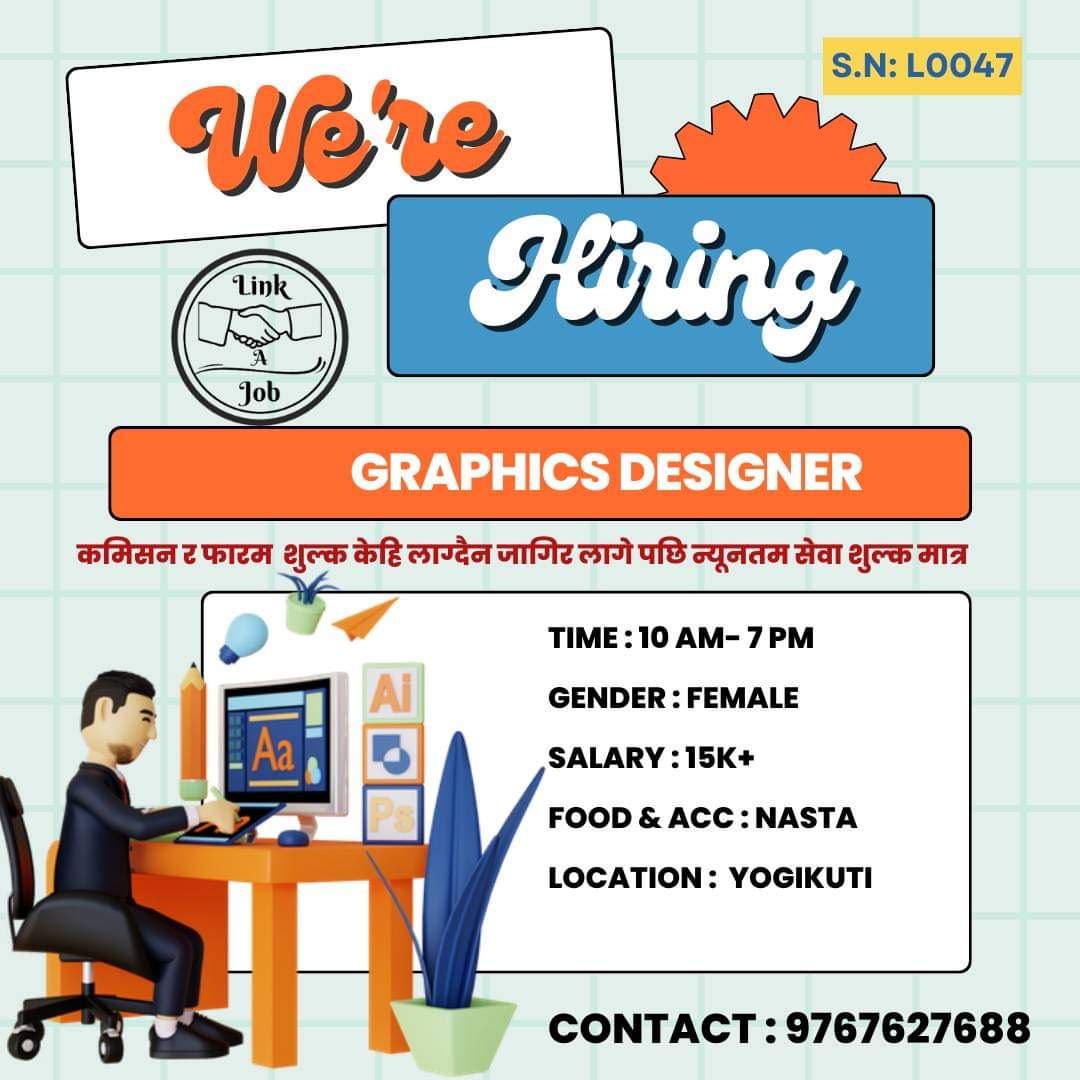 S.N: L0047
We're
Hiring
Link
A
Job
GRAPHICS DESIGNER
कमिसन र फारम शुल्क केहि लाग्दैन जागिर लागे पछि न्यूनतम सेवा शुल्क मात्र
TIME : 10 AM- 7 PM
GENDER : FEMALE
SALARY : 15K+
FOOD & ACC : NASTA
LOCATION : YOGIKUTI
Ai
Aa
Ps
CONTACT : 9767627688